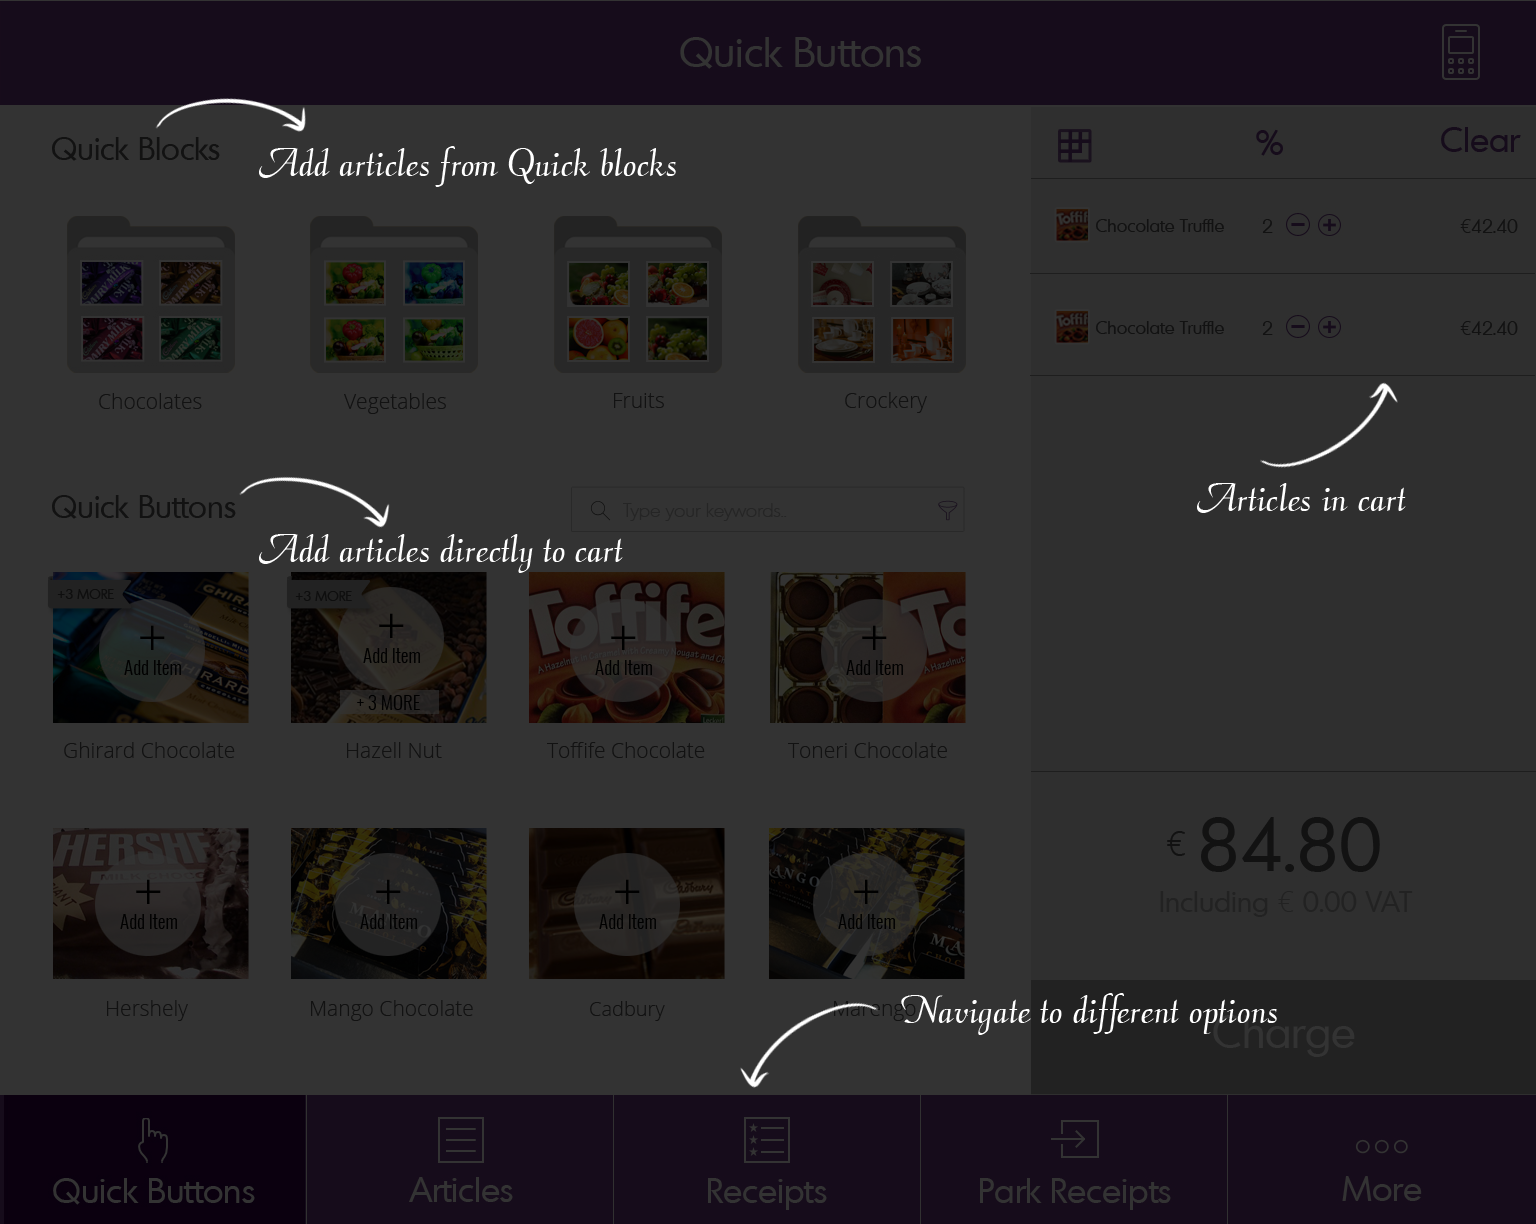 Quick Buttons
Quick Blocks
Add articles from Quick blocks
% Clear
Chocolate Truffle 2 €42.40
Chocolate Truffle 2 €42.40
Chocolates Vegetables Fruits Crockery
Articles in cart
Quick Buttons
Type your keywords..
Add articles directly to cart
+3 MORE +3 MORE
Toffife
Add Item Add Item Add Item Add Item
+ 3 MORE
Ghirard Chocolate Hazell Nut Toffife Chocolate Toneri Chocolate
€ 84.80
Including € 0.00 VAT
Add Item Add Item Add Item Add Item
Hershely Mango Chocolate Cadbury Marengo
Navigate to different options
Charge
Quick Buttons Articles Receipts Park Receipts More